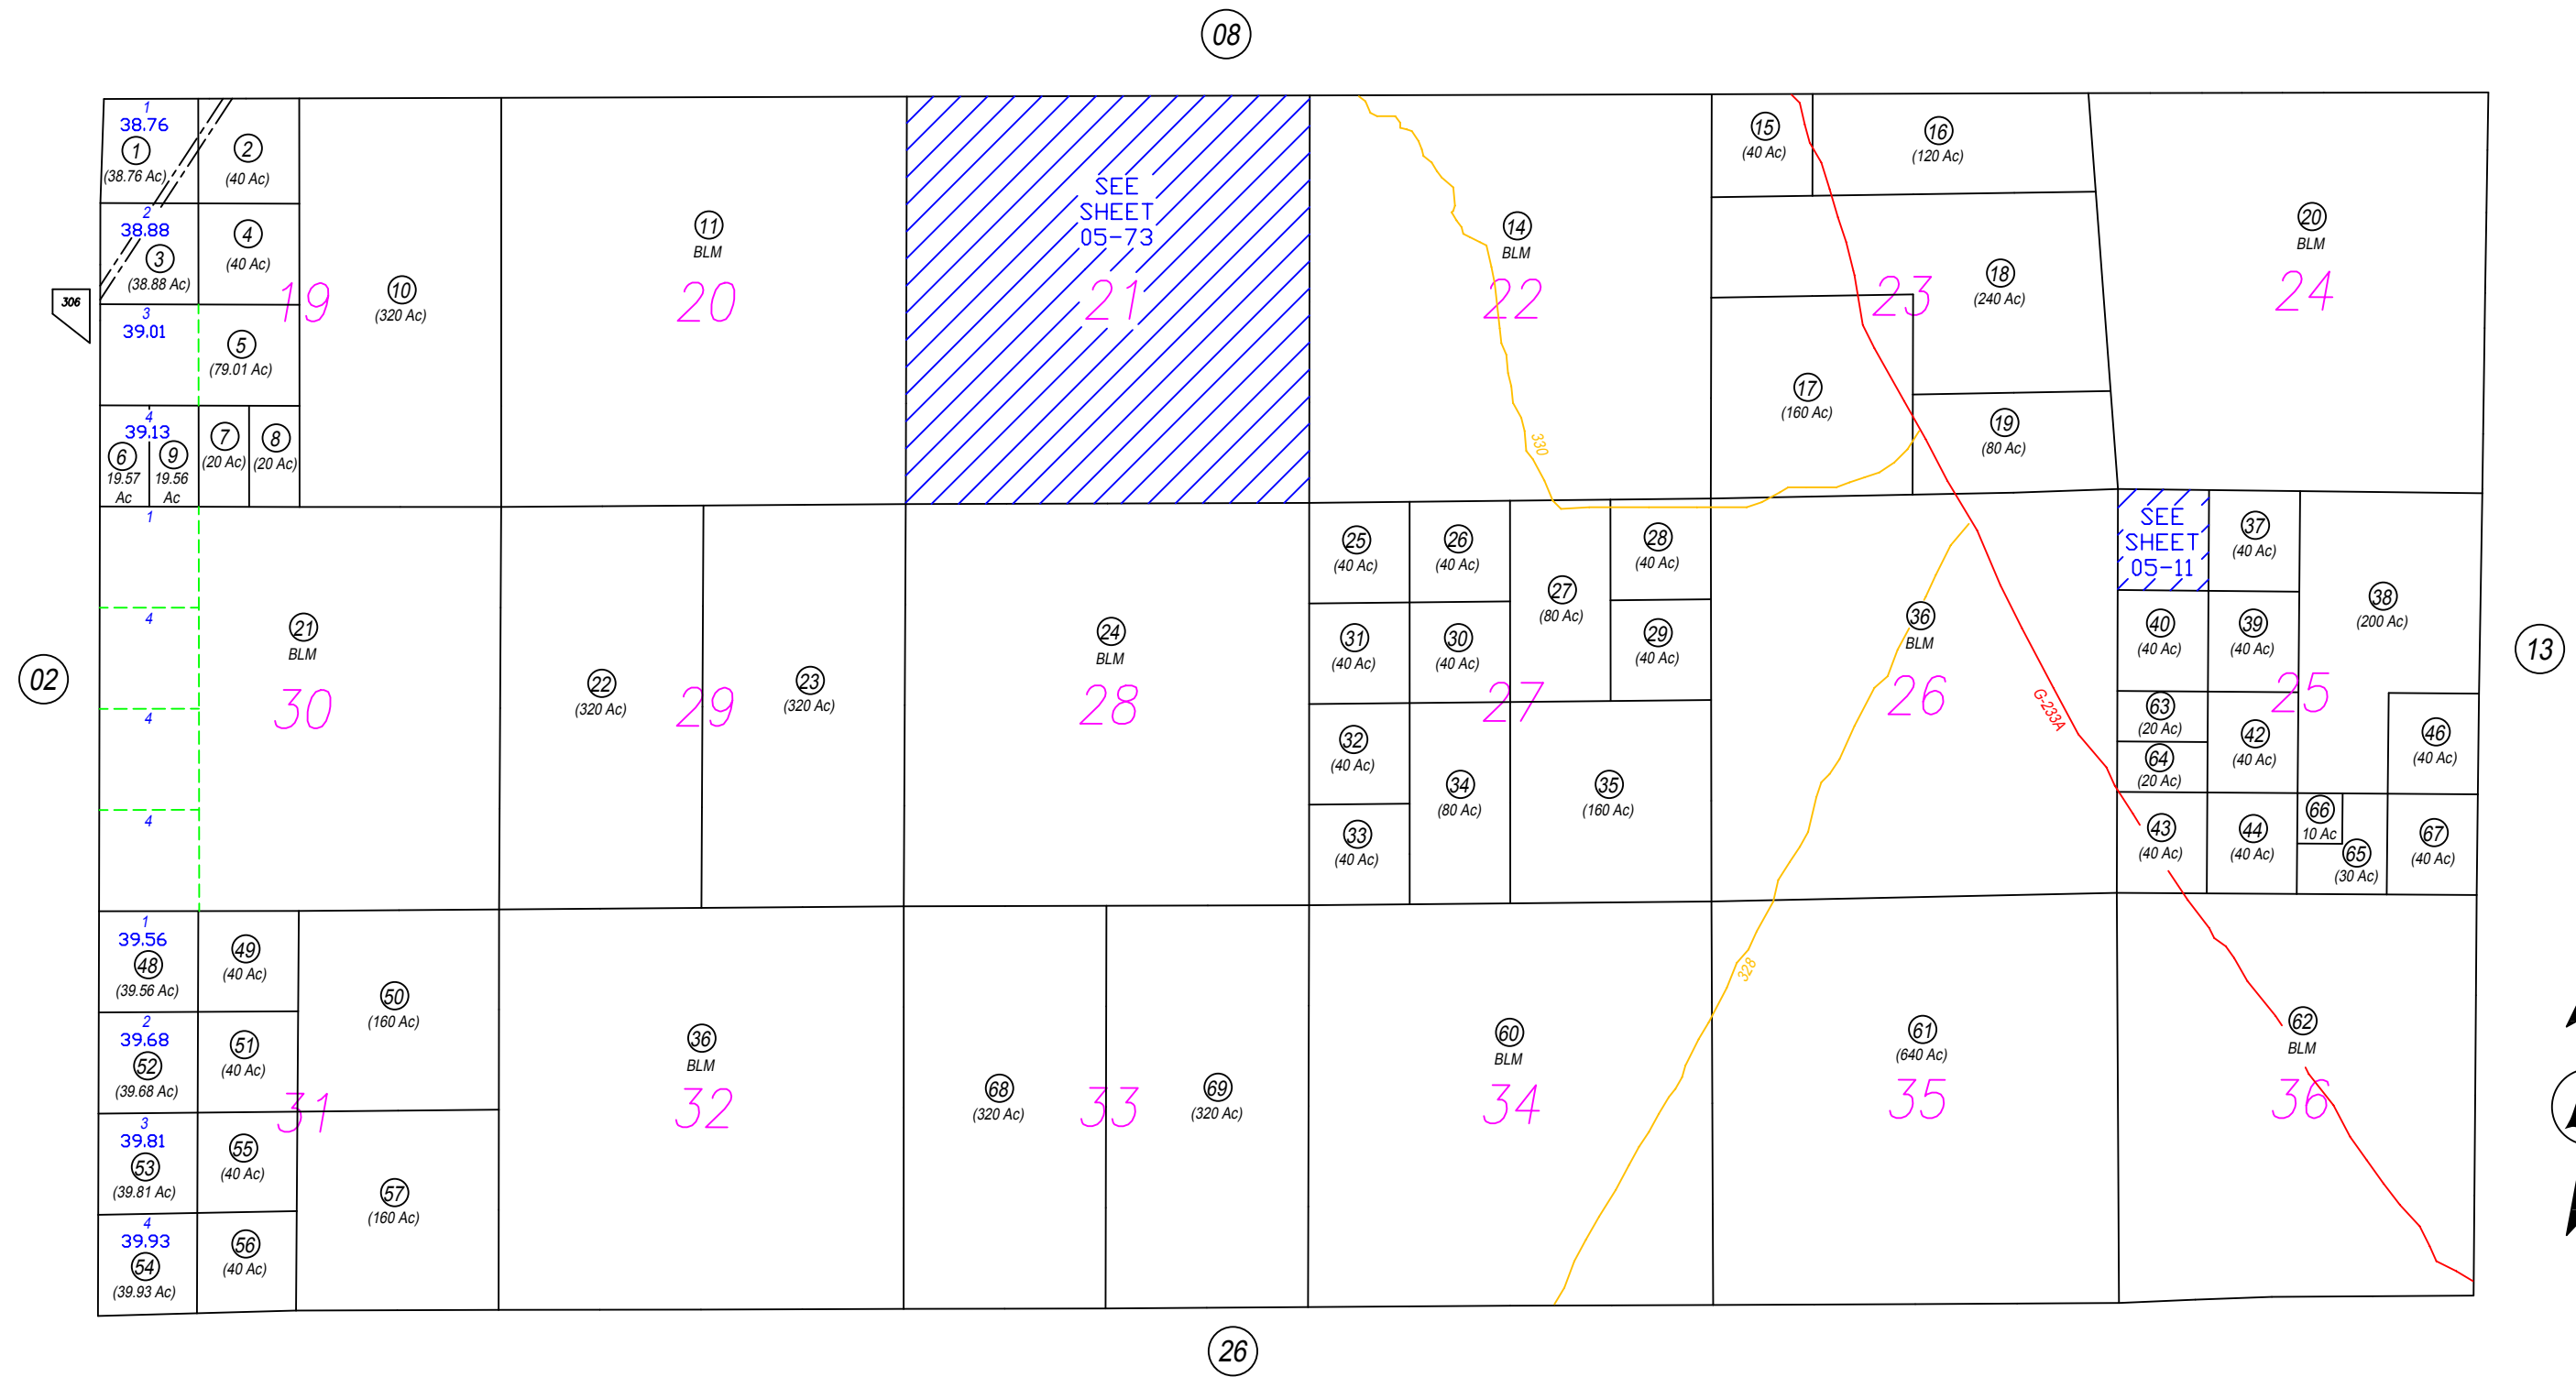 08
1
38.76
1
(38.76 Ac)
2
(40 Ac)
2
38.88
3
(38.88 Ac)
4
(40 Ac)
306
3
39.01
5
(79.01 Ac)
4
39.13
6
19.57
Ac
9
19.56
Ac
7
(20 Ac)
8
(20 Ac)
19
10
(320 Ac)
11
BLM
20
SEE
SHEET
05-73
21
14
BLM
22
330
15
(40 Ac)
16
(120 Ac)
18
(240 Ac)
23
17
(160 Ac)
19
(80 Ac)
20
BLM
24
02
1
4
4
4
21
BLM
30
22
(320 Ac)
29
23
(320 Ac)
24
BLM
28
25
(40 Ac)
26
(40 Ac)
27
(80 Ac)
28
(40 Ac)
31
(40 Ac)
30
(40 Ac)
29
(40 Ac)
27
32
(40 Ac)
33
(40 Ac)
34
(80 Ac)
35
(160 Ac)
36
BLM
26
G-233A
SEE
SHEET
05-11
37
(40 Ac)
38
(200 Ac)
40
(40 Ac)
39
(40 Ac)
25
63
(20 Ac)
64
(20 Ac)
42
(40 Ac)
46
(40 Ac)
43
(40 Ac)
44
(40 Ac)
66
10 Ac
65
(30 Ac)
67
(40 Ac)
13
1
39.56
48
(39.56 Ac)
49
(40 Ac)
50
(160 Ac)
2
39.68
52
(39.68 Ac)
51
(40 Ac)
31
3
39.81
53
(39.81 Ac)
55
(40 Ac)
57
(160 Ac)
4
39.93
54
(39.93 Ac)
56
(40 Ac)
36
BLM
32
68
(320 Ac)
33
69
(320 Ac)
60
BLM
34
328
61
(640 Ac)
35
62
BLM
36
26